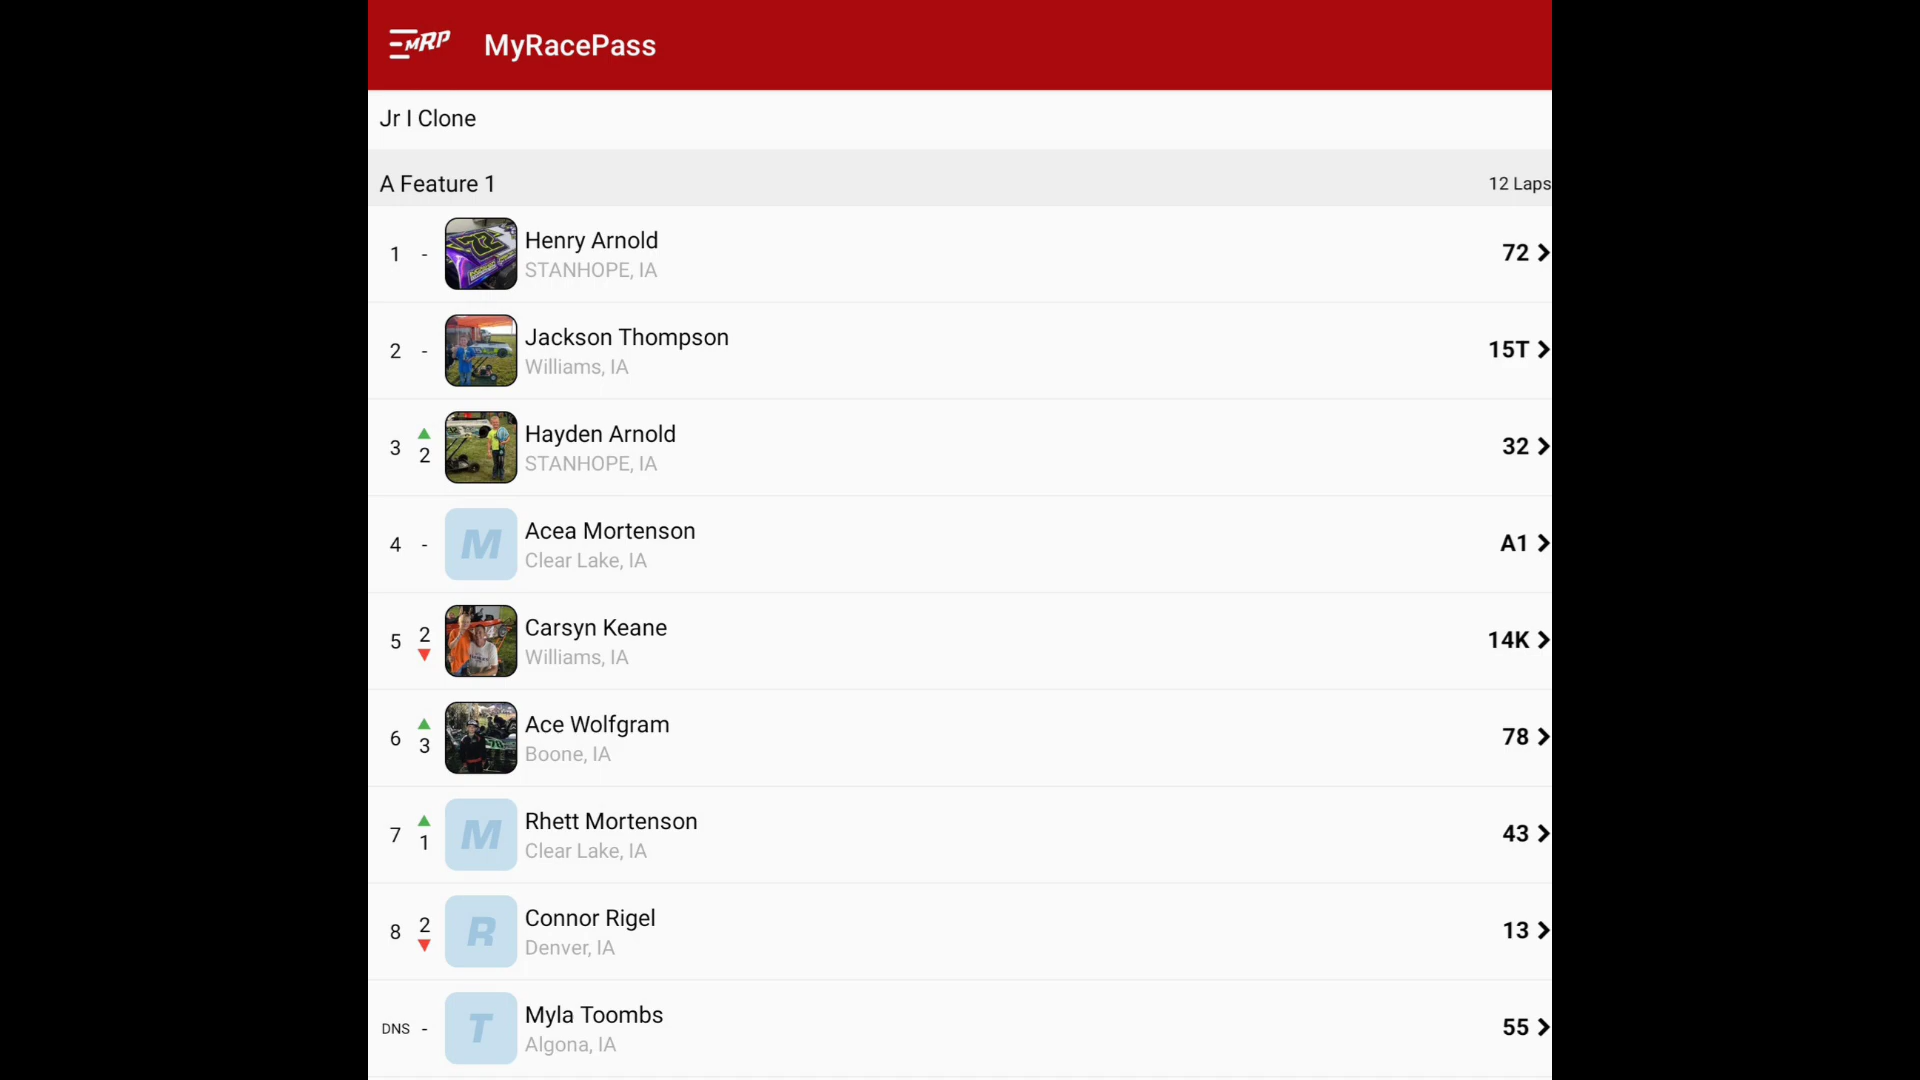 MRP MyRacePass
Jr I Clone
A Feature 1 12 Laps
1 - Henry Arnold 72
STANHOPE, IA
2 - Jackson Thompson 15T
Williams, IA
3 2 Hayden Arnold 32
STANHOPE, IA
4 - M Acea Mortenson A1
Clear Lake, IA
5 2 Carsyn Keane 14K
Williams, IA
6 3 Ace Wolfgram 78
Boone, IA
7 1 M Rhett Mortenson 43
Clear Lake, IA
8 2 R Connor Rigel 13
Denver, IA
DNS - T Myla Toombs 55
Algona, IA